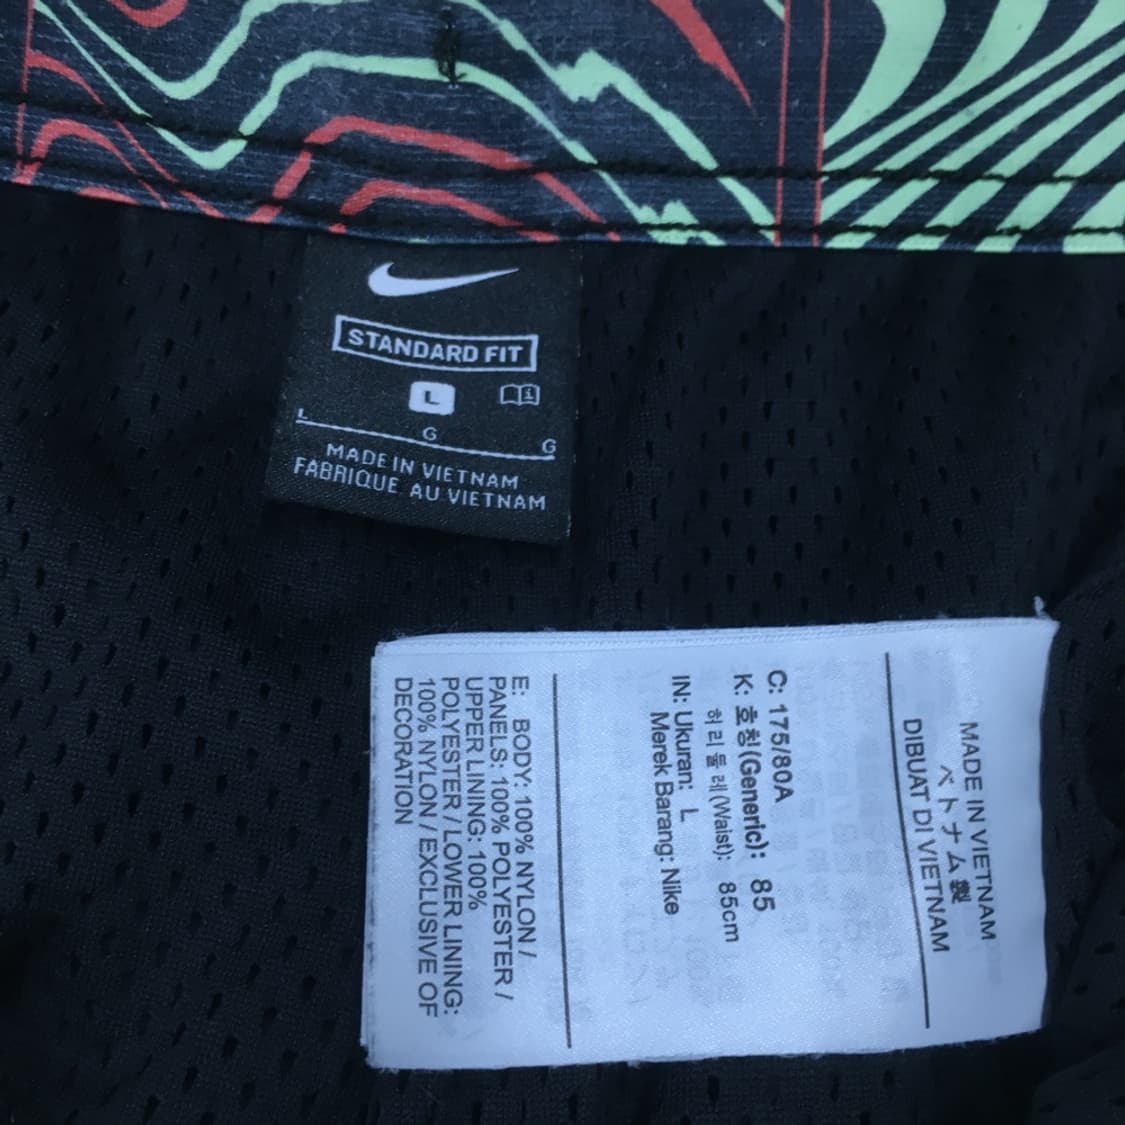 STANDARD FIT
L
L
G
G
MADE IN VIETNAM
FABRIQUE AU VIETNAM
MADE IN VIETNAM
ベトナム製
DIBUAT DI VIETNAM
C: 175/80A
K: 호칭(Generic): 85
허리둘레(Waist): 85cm
IN: Ukuran: L
Merek Barang: Nike
E: BODY: 100% NYLON /
PANELS: 100% POLYESTER /
UPPER LINING: 100%
POLYESTER / LOWER LINING:
100% NYLON / EXCLUSIVE OF
DECORATION